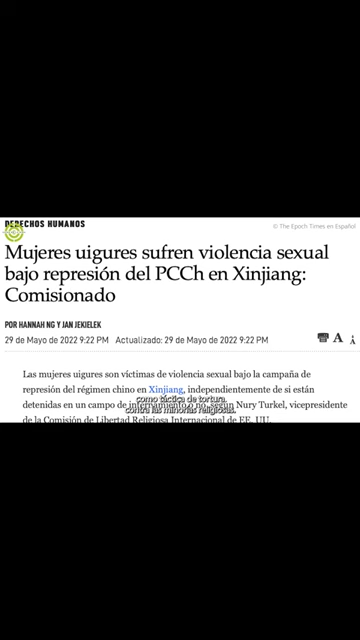 DERECHOS HUMANOS
© The Epoch Times en Español
Mujeres uigures sufren violencia sexual
bajo represión del PCCh en Xinjiang:
Comisionado
POR HANNAH NG Y JAN JEKIELEK
29 de Mayo de 2022 9:22 PM Actualizado: 29 de Mayo de 2022 9:22 PM
A A
Las mujeres uigures son víctimas de violencia sexual bajo la campaña de
represión del régimen chino en Xinjiang, independientemente de si están
como táctica de tortura
detenidas en un campo de internamiento o no, según Nury Turkel, vicepresidente
contra las minorías religiosas.
de la Comisión de Libertad Religiosa Internacional de EE. UU.